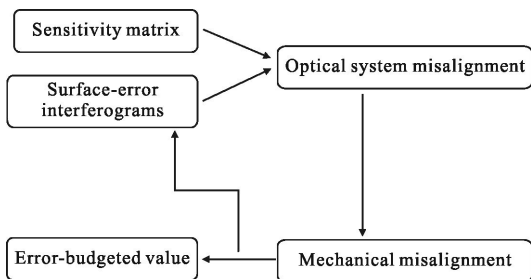 Sensitivity matrix
Optical system misalignment
Surface-error
interferograms
Error-budgeted value
Mechanical misalignment